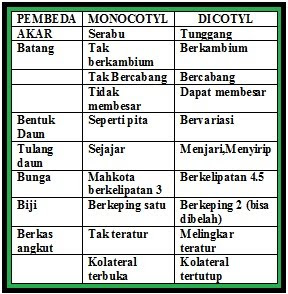 PEMBEDA MONOCOTYL DICOTYL
AKAR Serabu Tunggang
Batang Tak berkambium Berkambium
Tak Bercabang Bercabang
Tidak membesar Dapat membesar
Bentuk Daun Seperti pita Bervariasi
Tulang daun Sejajar Menjari,Menyirip
Bunga Mahkota berkelipatan 3 Berkelipatan 4.5
Biji Berkeping satu Berkeping 2 (bisa dibelah)
Berkas angkut Tak teratur Melingkar teratur
Kolateral terbuka Kolateral tertutup